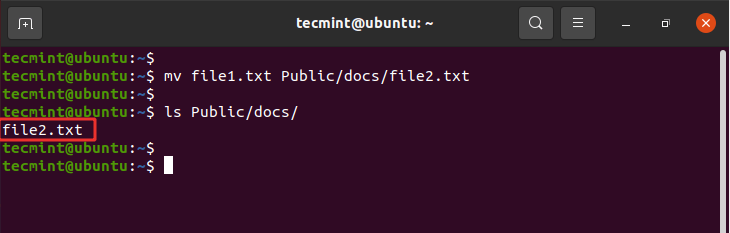 tecmint@ubuntu: ~
tecmint@ubuntu:~$
tecmint@ubuntu:~$ mv file1.txt Public/docs/file2.txt
tecmint@ubuntu:~$
tecmint@ubuntu:~$ ls Public/docs/
file2.txt
tecmint@ubuntu:~$
tecmint@ubuntu:~$